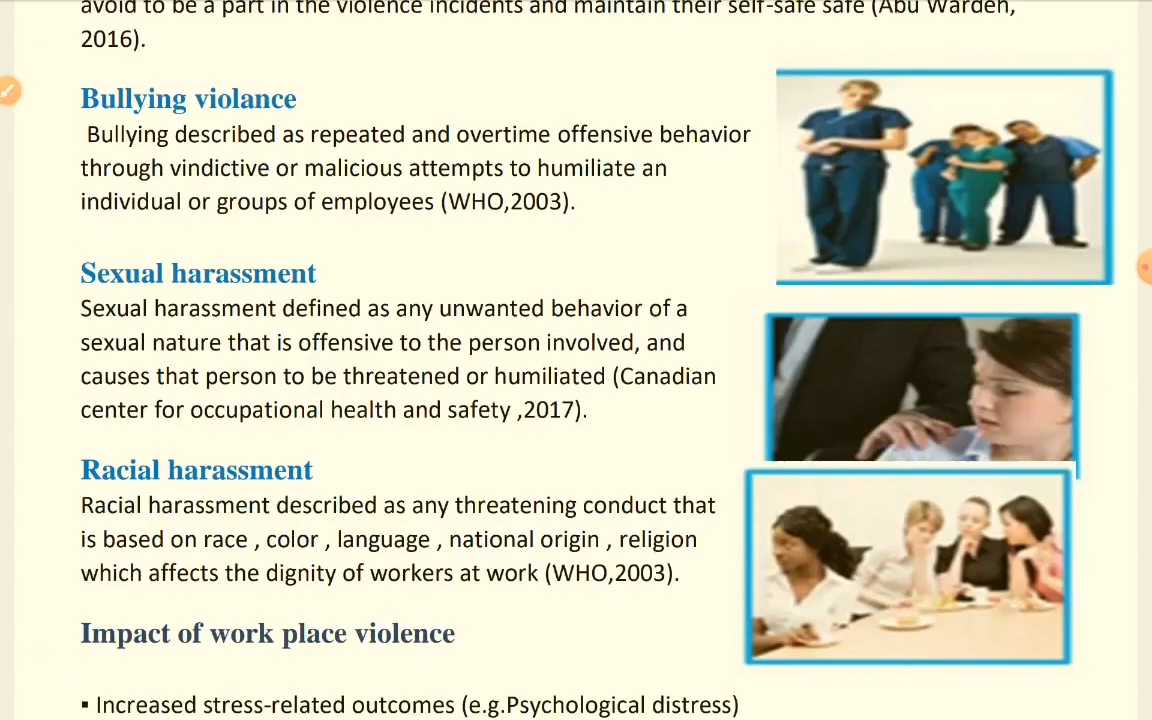 avoid to be a part in the violence incidents and maintain their self-safe safe (Abu Warden,
2016).
Bullying violance
Bullying described as repeated and overtime offensive behavior
through vindictive or malicious attempts to humiliate an
individual or groups of employees (WHO,2003).
Sexual harassment
Sexual harassment defined as any unwanted behavior of a
sexual nature that is offensive to the person involved, and
causes that person to be threatened or humiliated (Canadian
center for occupational health and safety ,2017).
Racial harassment
Racial harassment described as any threatening conduct that
is based on race , color , language , national origin , religion
which affects the dignity of workers at work (WHO,2003).
Impact of work place violence
▪ Increased stress-related outcomes (e.g.Psychological distress)